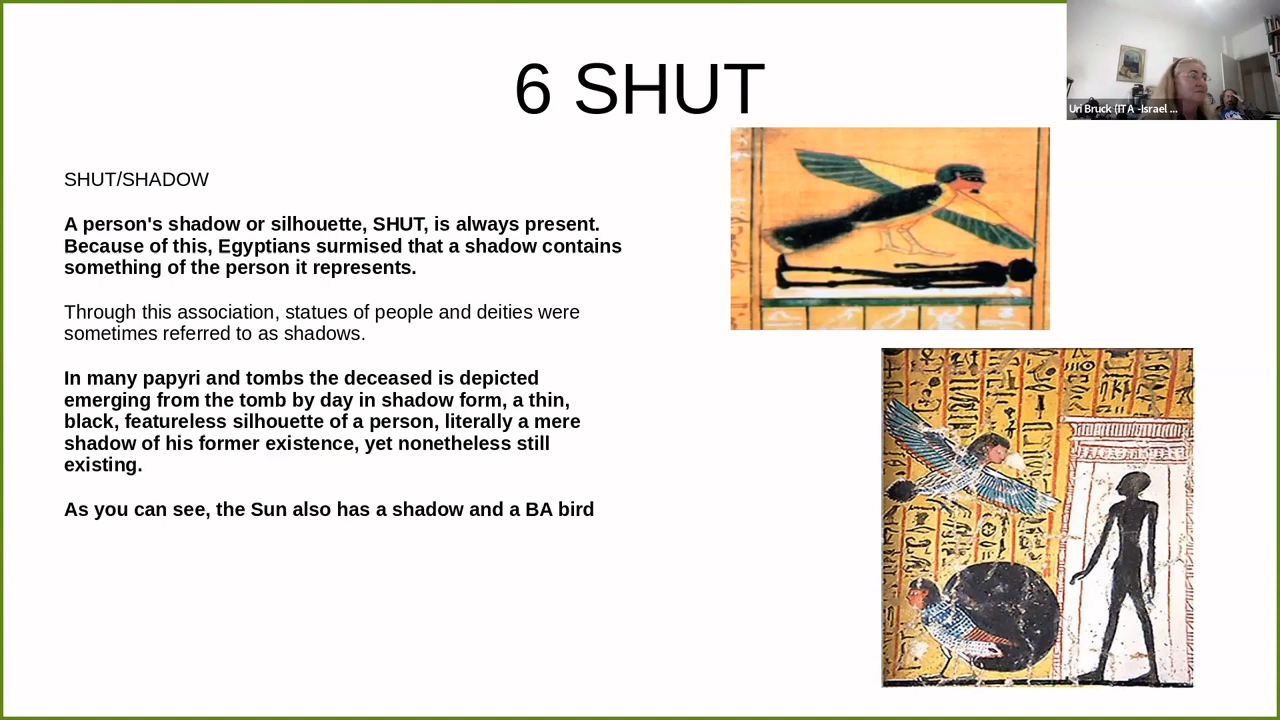 6 SHUT
Uri Bruck (ITA -Israel ...
SHUT/SHADOW
A person's shadow or silhouette, SHUT, is always present.
Because of this, Egyptians surmised that a shadow contains
something of the person it represents.
Through this association, statues of people and deities were
sometimes referred to as shadows.
In many papyri and tombs the deceased is depicted
emerging from the tomb by day in shadow form, a thin,
black, featureless silhouette of a person, literally a mere
shadow of his former existence, yet nonetheless still
existing.
As you can see, the Sun also has a shadow and a BA bird